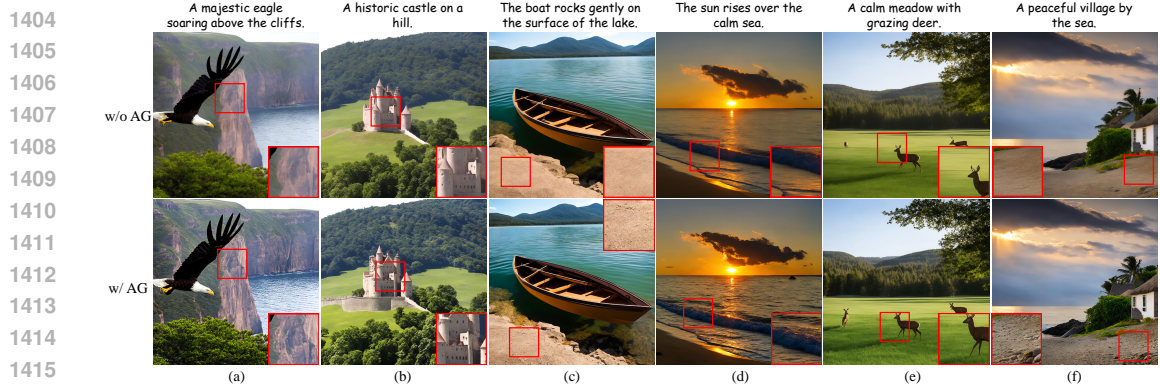 1404
1405
1406
1407
1408
1409
1410
1411
1412
1413
1414
1415
A majestic eagle
soaring above the cliffs.
A historic castle on a
hill.
The boat rocks gently on
the surface of the lake.
The sun rises over the
calm sea.
A calm meadow with
grazing deer.
A peaceful village by
the sea.
w/o AG
w/ AG
(a)
(b)
(c)
(d)
(e)
(f)